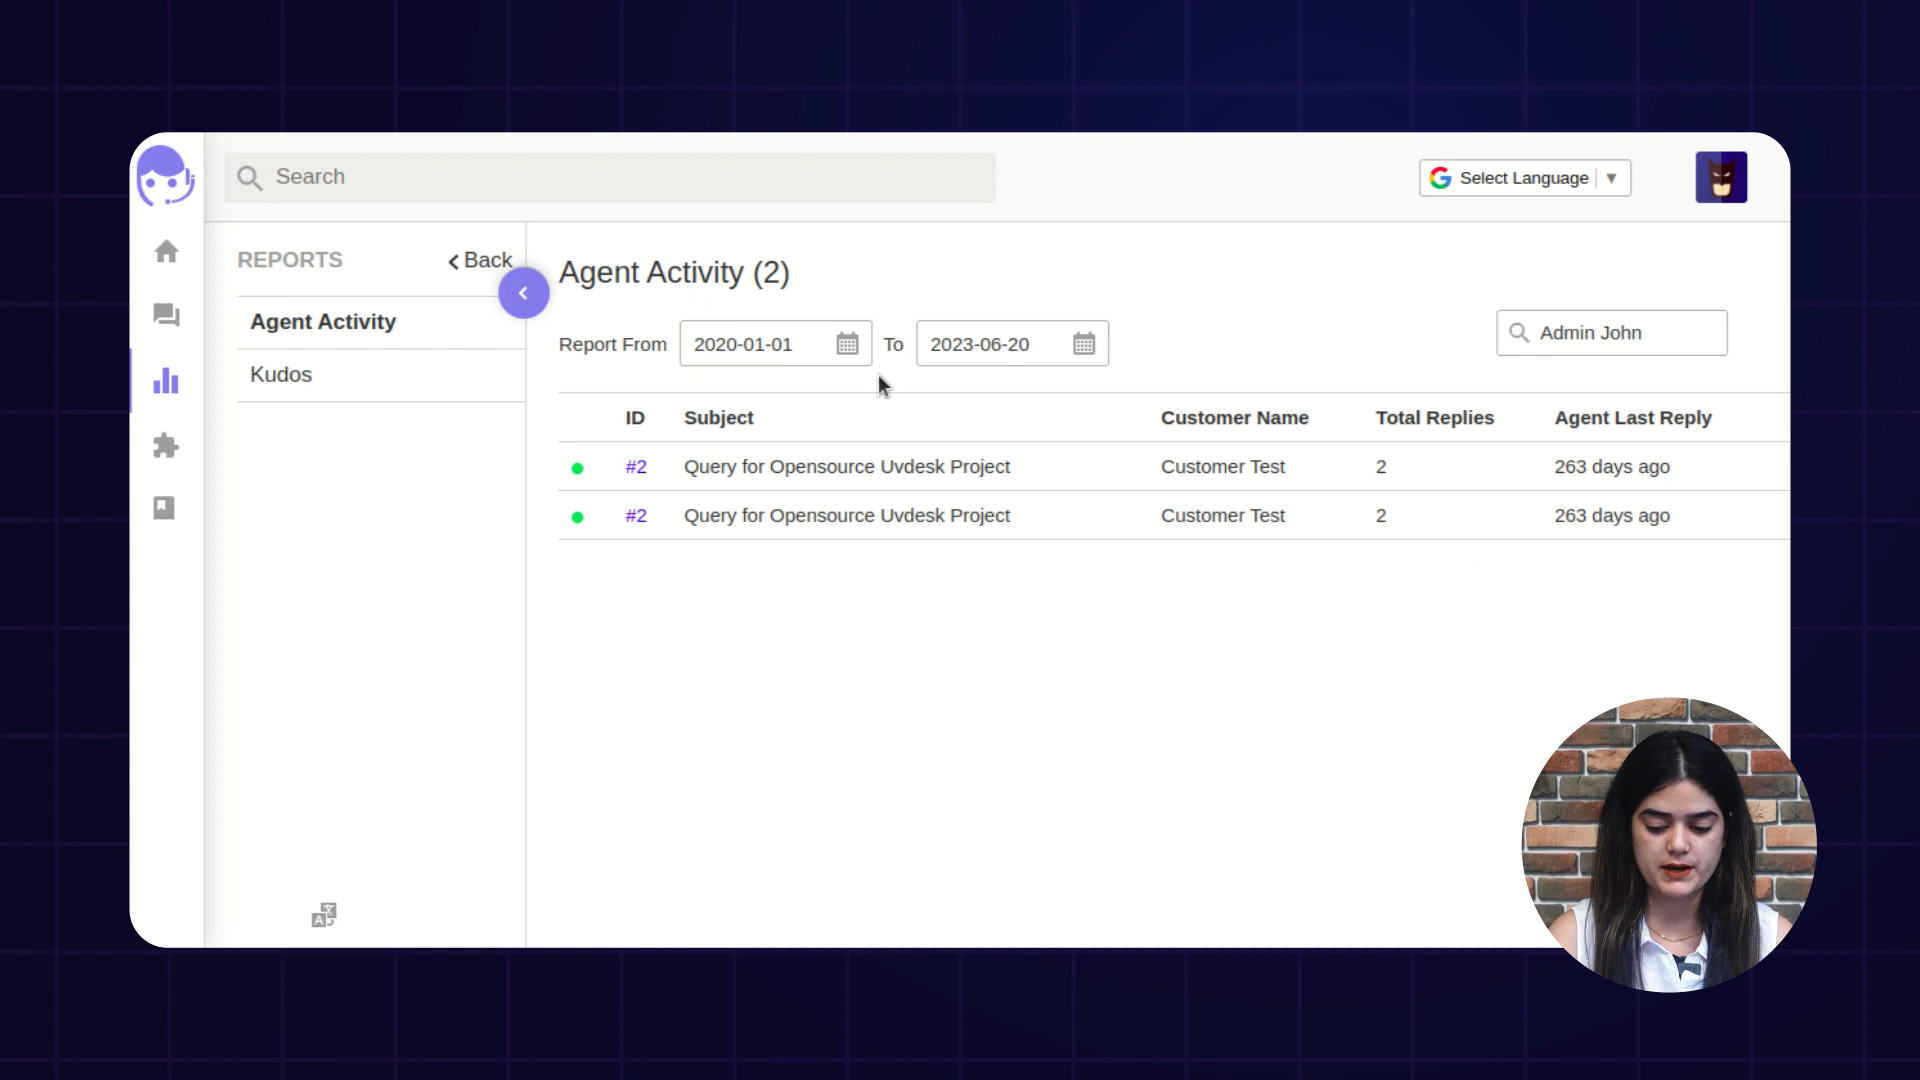 Search
Select Language ▼
REPORTS
Back
Agent Activity
Kudos
Agent Activity (2)
Report From 2020-01-01 To 2023-06-20
Admin John
ID Subject Customer Name Total Replies Agent Last Reply
#2 Query for Opensource Uvdesk Project Customer Test 2 263 days ago
#2 Query for Opensource Uvdesk Project Customer Test 2 263 days ago